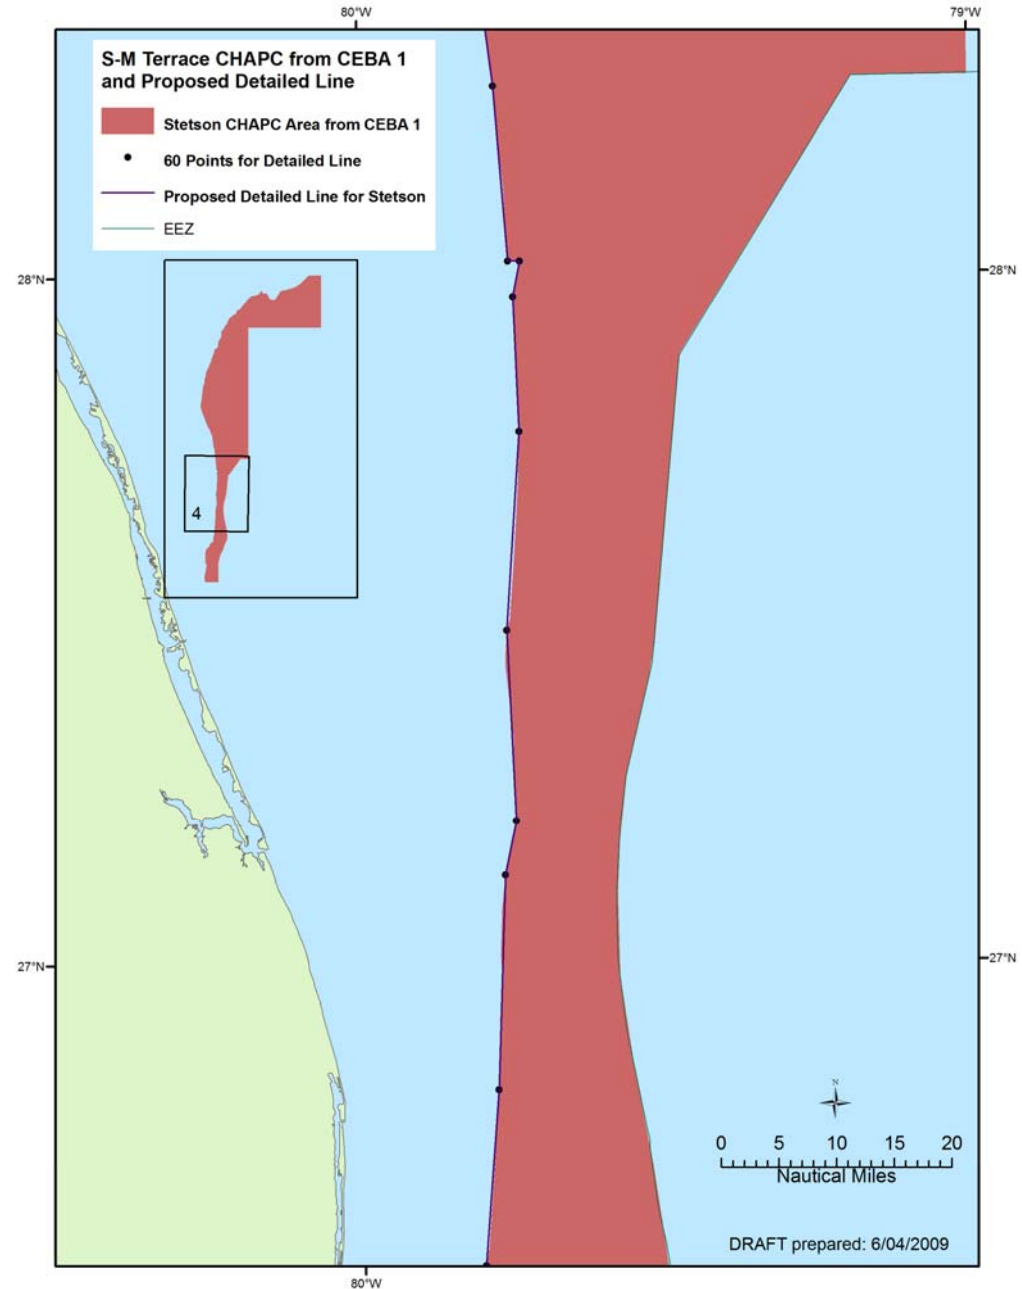 80°W
79°W
S-M Terrace CHAPC from CEBA 1
and Proposed Detailed Line
Stetson CHAPC Area from CEBA 1
60 Points for Detailed Line
Proposed Detailed Line for Stetson
EEZ
28°N
28°N
4
27°N
27°N
N
0 5 10 15 20
Nautical Miles
DRAFT prepared: 6/04/2009
80°W